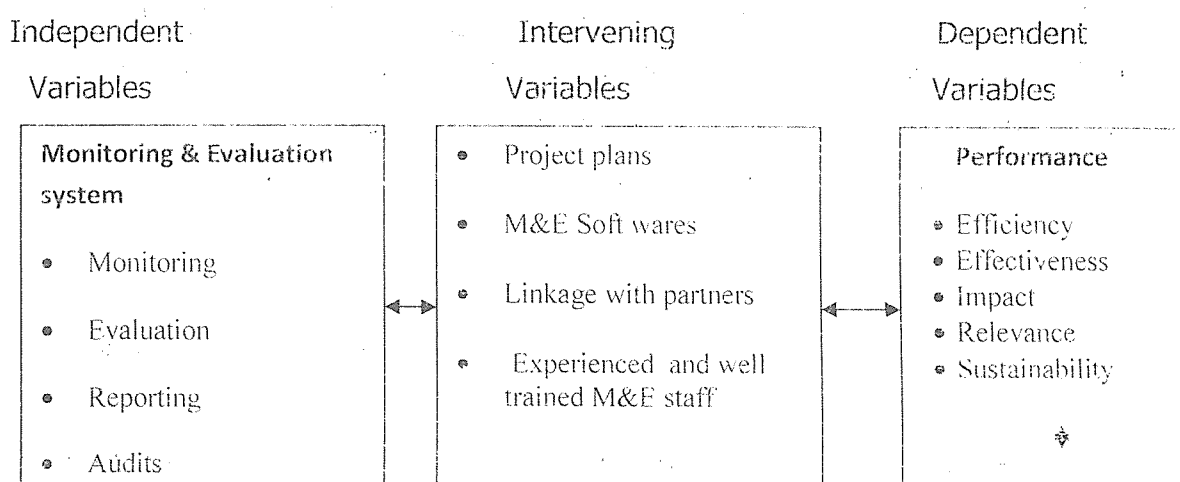 Independent
Variables
Monitoring & Evaluation
system
• Monitoring
• Evaluation
• Reporting
• Audits
Intervening
Variables
• Project plans
• M&E Soft wares
• Linkage with partners
• Experienced and well
trained M&E staff
Dependent
Variables
Performance
• Efficiency
• Effectiveness
• Impact
• Relevance
• Sustainability